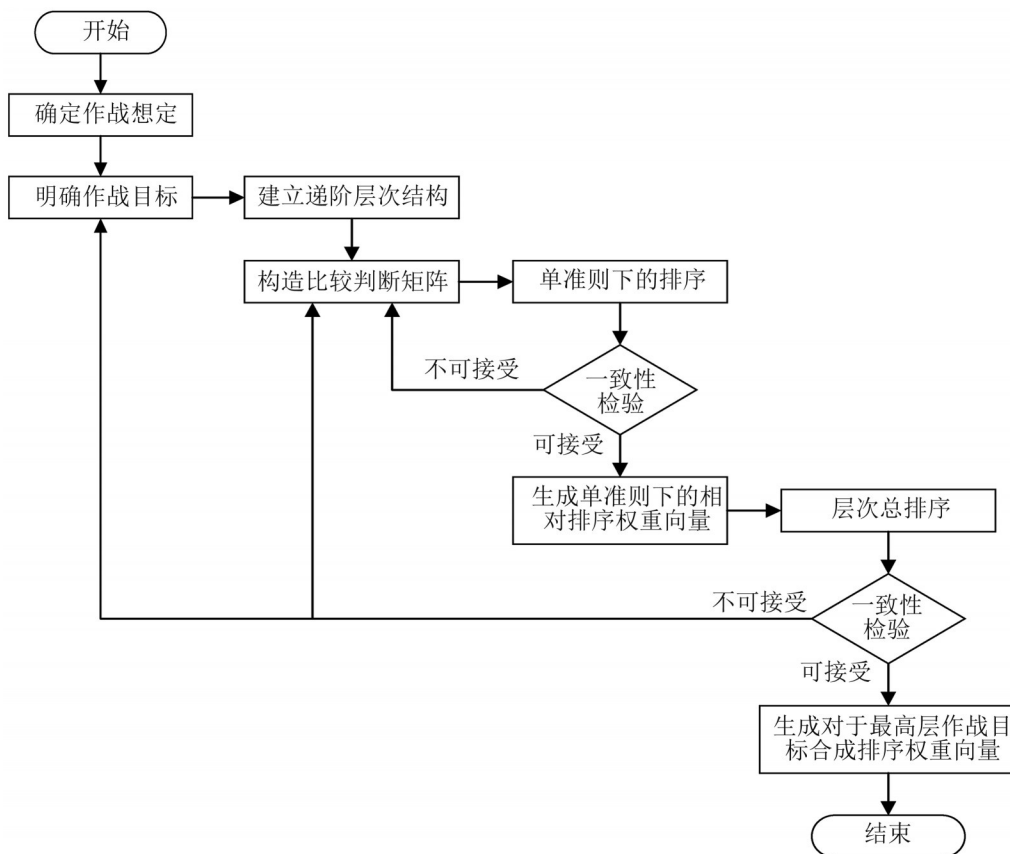 开始
确定作战想定
明确作战目标
建立递阶层次结构
构造比较判断矩阵
单准则下的排序
不可接受
一致性
检验
可接受
生成单准则下的相
对排序权重向量
层次总排序
不可接受
一致性
检验
可接受
生成对于最高层作战目
标合成排序权重向量
结束